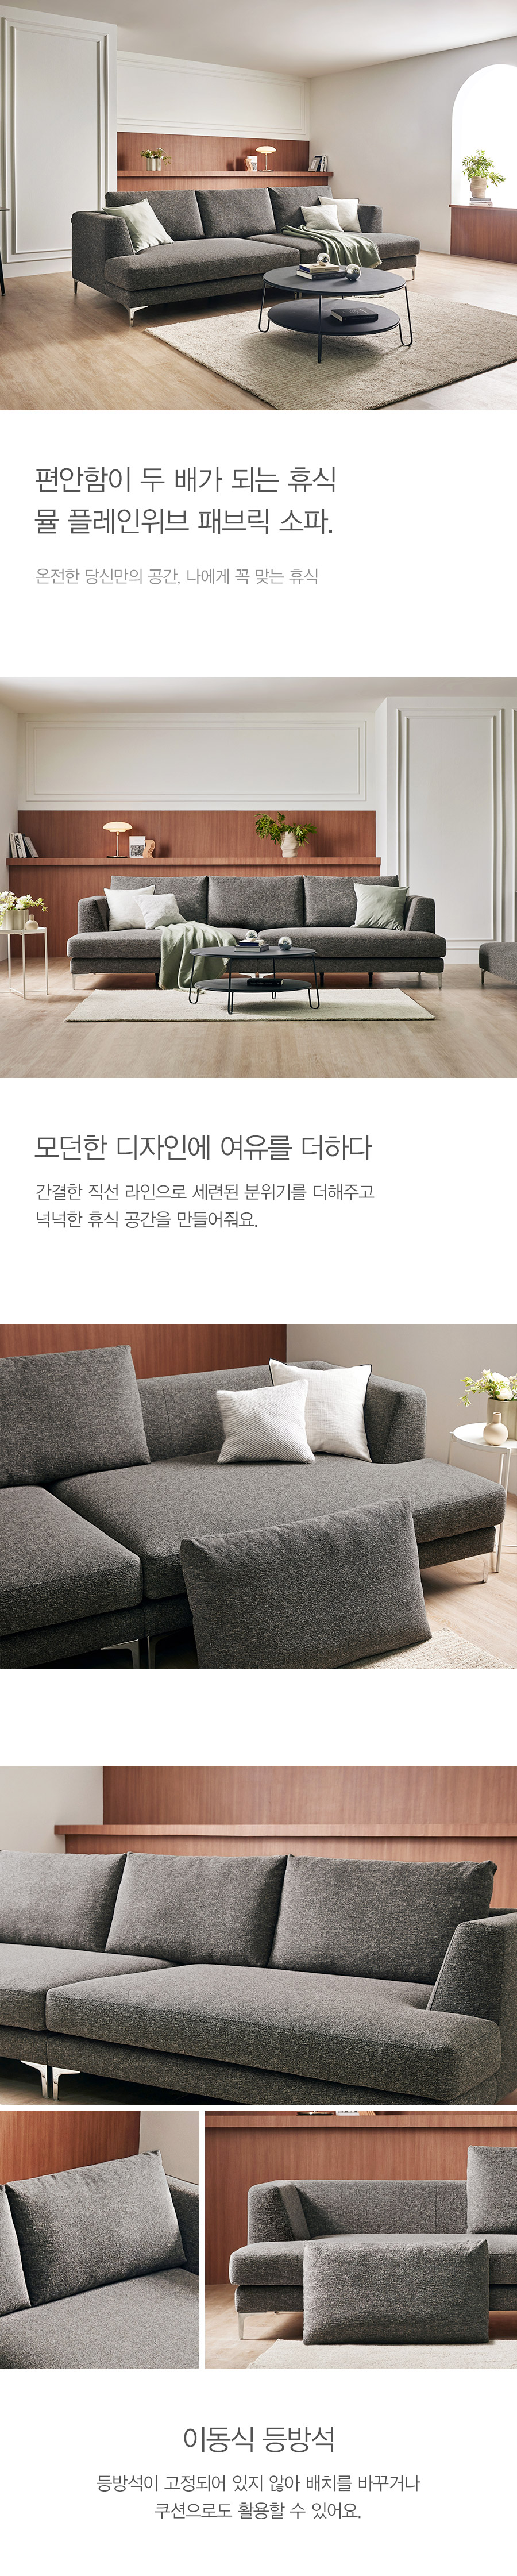 편안함이 두 배가 되는 휴식
뮬 플레인위브 패브릭 소파.
온전한 당신만의 공간, 나에게 꼭 맞는 휴식
모던한 디자인에 여유를 더하다
간결한 직선 라인으로 세련된 분위기를 더해주고
넉넉한 휴식 공간을 만들어줘요.
이동식 등방석
등방석이 고정되어 있지 않아 배치를 바꾸거나
쿠션으로도 활용할 수 있어요.